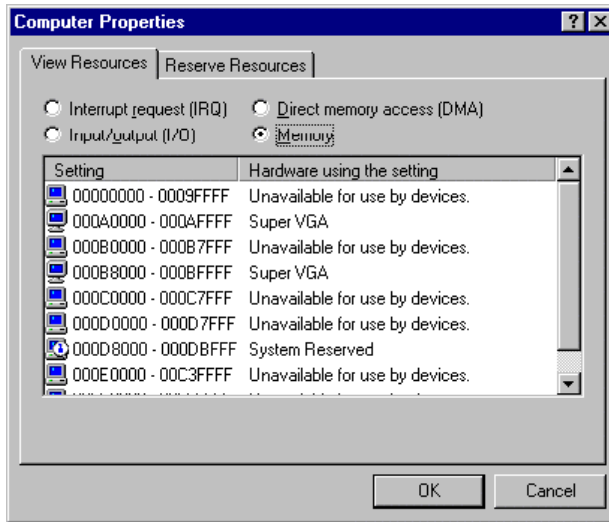 Computer Properties
View Resources Reserve Resources
Interrupt request (IRQ) Direct memory access (DMA)
Input/output (I/O) Memory
Setting Hardware using the setting
00000000 - 0009FFFF Unavailable for use by devices.
000A0000 - 000AFFFF Super VGA
000B0000 - 000B7FFF Unavailable for use by devices.
000B8000 - 000BFFFF Super VGA
000C0000 - 000C7FFF Unavailable for use by devices.
000D0000 - 000D7FFF Unavailable for use by devices.
000D8000 - 000DBFFF System Reserved
000E0000 - 00C3FFFF Unavailable for use by devices.
OK Cancel